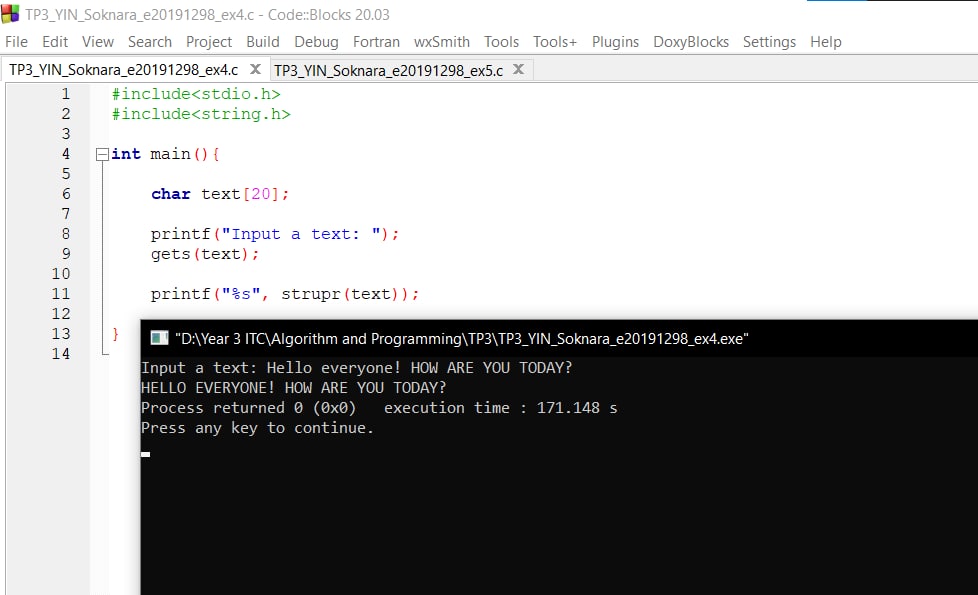 TP3_YIN_Soknara_e20191298_ex4.c - Code::Blocks 20.03
File Edit View Search Project Build Debug Fortran wxSmith Tools Tools+ Plugins DoxyBlocks Settings Help
TP3_YIN_Soknara_e20191298_ex4.c X TP3_YIN_Soknara_e20191298_ex5.c X
1 #include<stdio.h>
2 #include<string.h>
3
4 int main(){
5
6 char text[20];
7
8 printf("Input a text: ");
9 gets(text);
10
11 printf("%s", strupr(text));
12
13 }
14
"D:\Year 3 ITC\Algorithm and Programming\TP3\TP3_YIN_Soknara_e20191298_ex4.exe"
Input a text: Hello everyone! HOW ARE YOU TODAY?
HELLO EVERYONE! HOW ARE YOU TODAY?
Process returned 0 (0x0) execution time : 171.148 s
Press any key to continue.